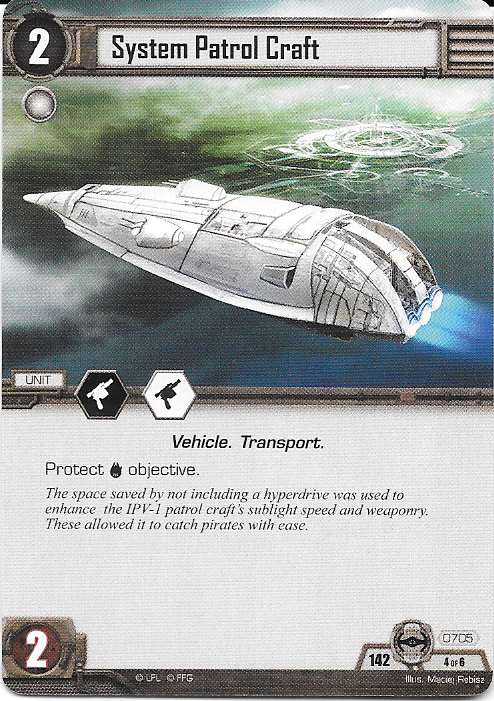 2
System Patrol Craft
UNIT
Vehicle. Transport.
Protect objective.
The space saved by not including a hyperdrive was used to
enhance the IPV-1 patrol craft's sublight speed and weaponry.
These allowed it to catch pirates with ease.
2
0705
142
4 OF 6
© LFL © FFG
Illus. Maciej Rebisz